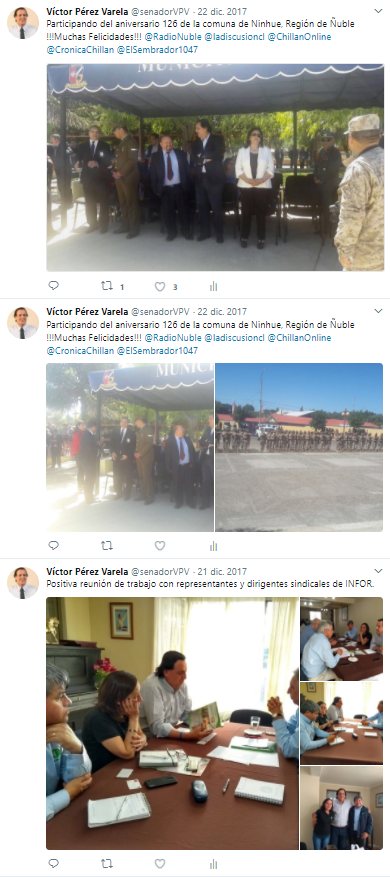 Víctor Pérez Varela @senadorVPV · 22 dic. 2017
Participando del aniversario 126 de la comuna de Ninhue, Región de Ñuble
!!!Muchas Felicidades!!! @RadioNuble @ladiscusioncl @ChillanOnline
@CronicaChillan @ElSembrador1047
MUNICI
1 3
Víctor Pérez Varela @senadorVPV · 22 dic. 2017
Participando del aniversario 126 de la comuna de Ninhue, Región de Ñuble
!!!Muchas Felicidades!!! @RadioNuble @ladiscusioncl @ChillanOnline
@CronicaChillan @ElSembrador1047
MUNICI
Víctor Pérez Varela @senadorVPV · 21 dic. 2017
Positiva reunión de trabajo con representantes y dirigentes sindicales de INFOR.